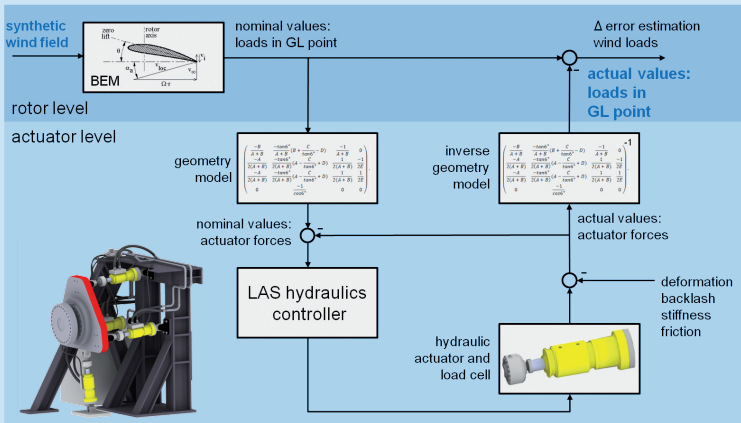 synthetic
wind field
zero
lift
rotor
axis
θ
BEM
Ω·r
nominal values:
loads in GL point
Δ error estimation
wind loads
actual values:
loads in
GL point
rotor level
actuator level
geometry
model
inverse
geometry
model
-1
nominal values:
actuator forces
actual values:
actuator forces
LAS hydraulics
controller
deformation
backlash
stiffness
friction
hydraulic
actuator and
load cell